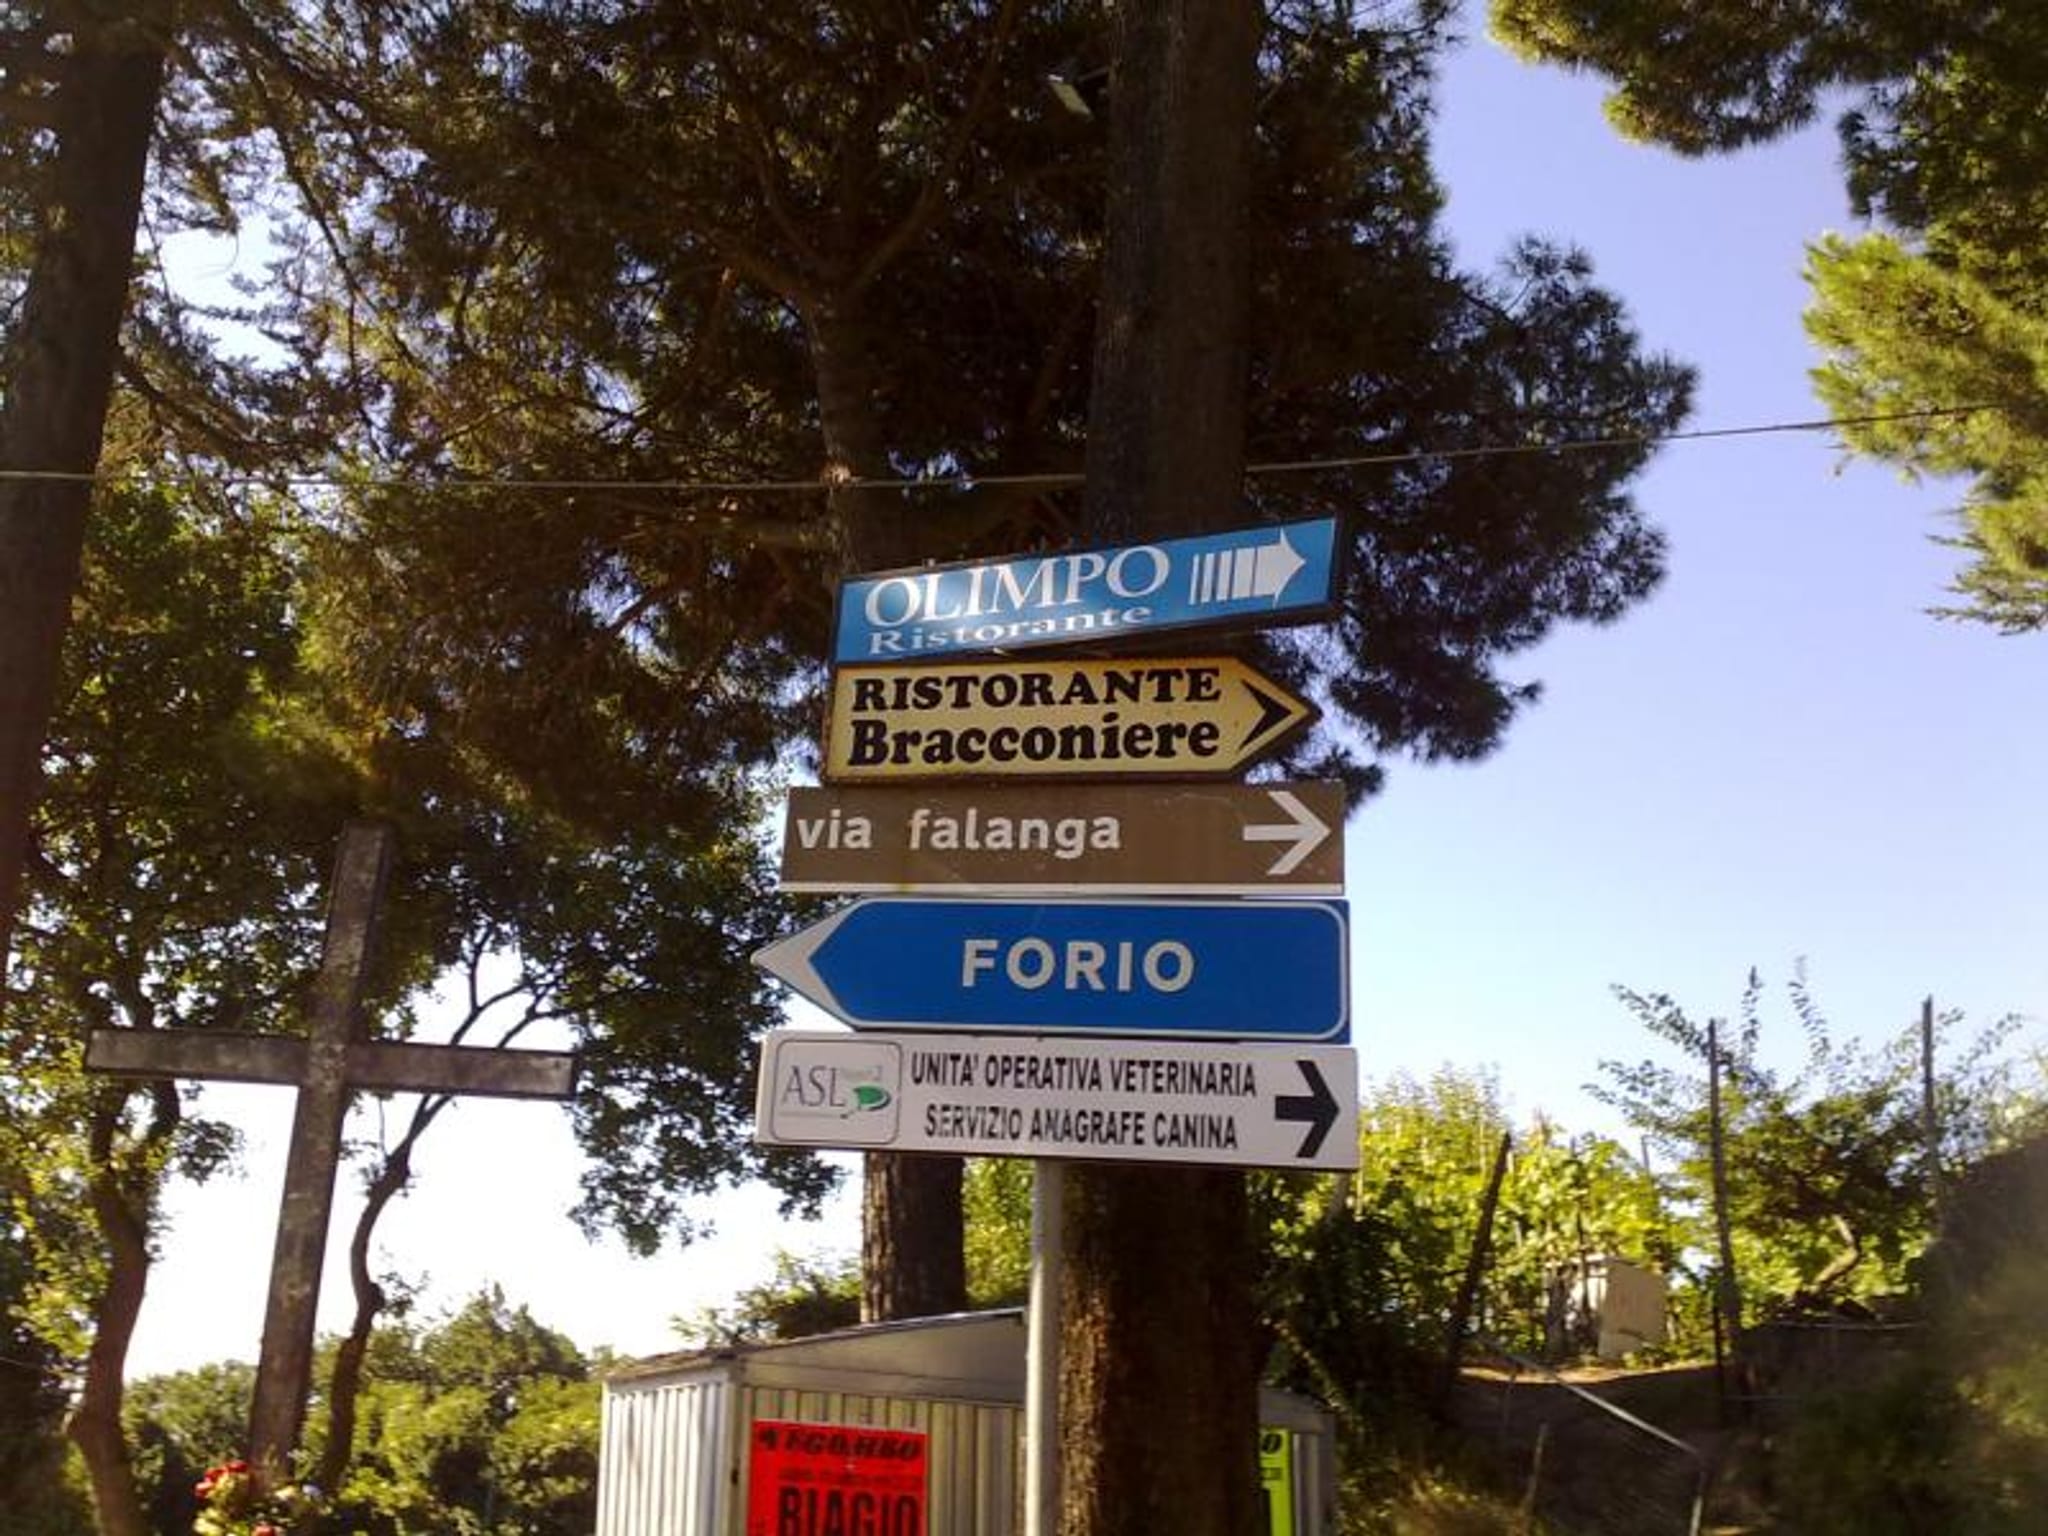 OLIMPO
Ristorante
RISTORANTE
Bracconiere
via falanga
FORIO
ASL
UNITA' OPERATIVA VETERINARIA
SERVIZIO ANAGRAFE CANINA
BIAGIO